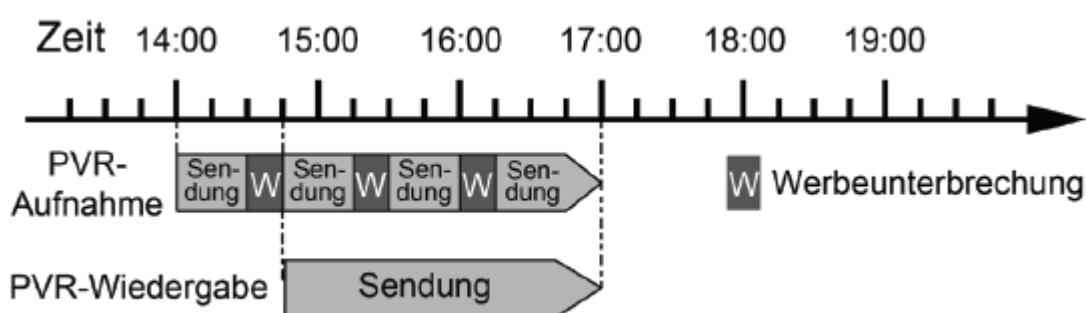 Zeit 14:00 15:00 16:00 17:00 18:00 19:00
PVR-
Aufnahme
Sen-
dung
W
Sen-
dung
W
Sen-
dung
W
Sen-
dung
W Werbeunterbrechung
PVR-Wiedergabe Sendung